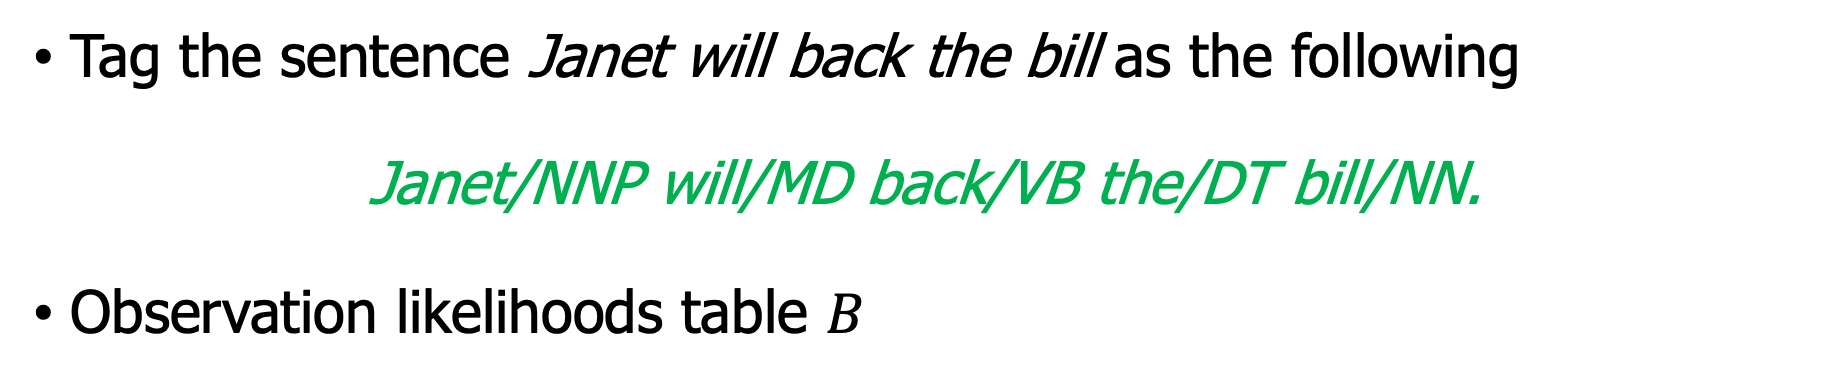 • Tag the sentence Janet will back the bill as the following
Janet/NNP will/MD back/VB the/DT bill/NN.
• Observation likelihoods table B